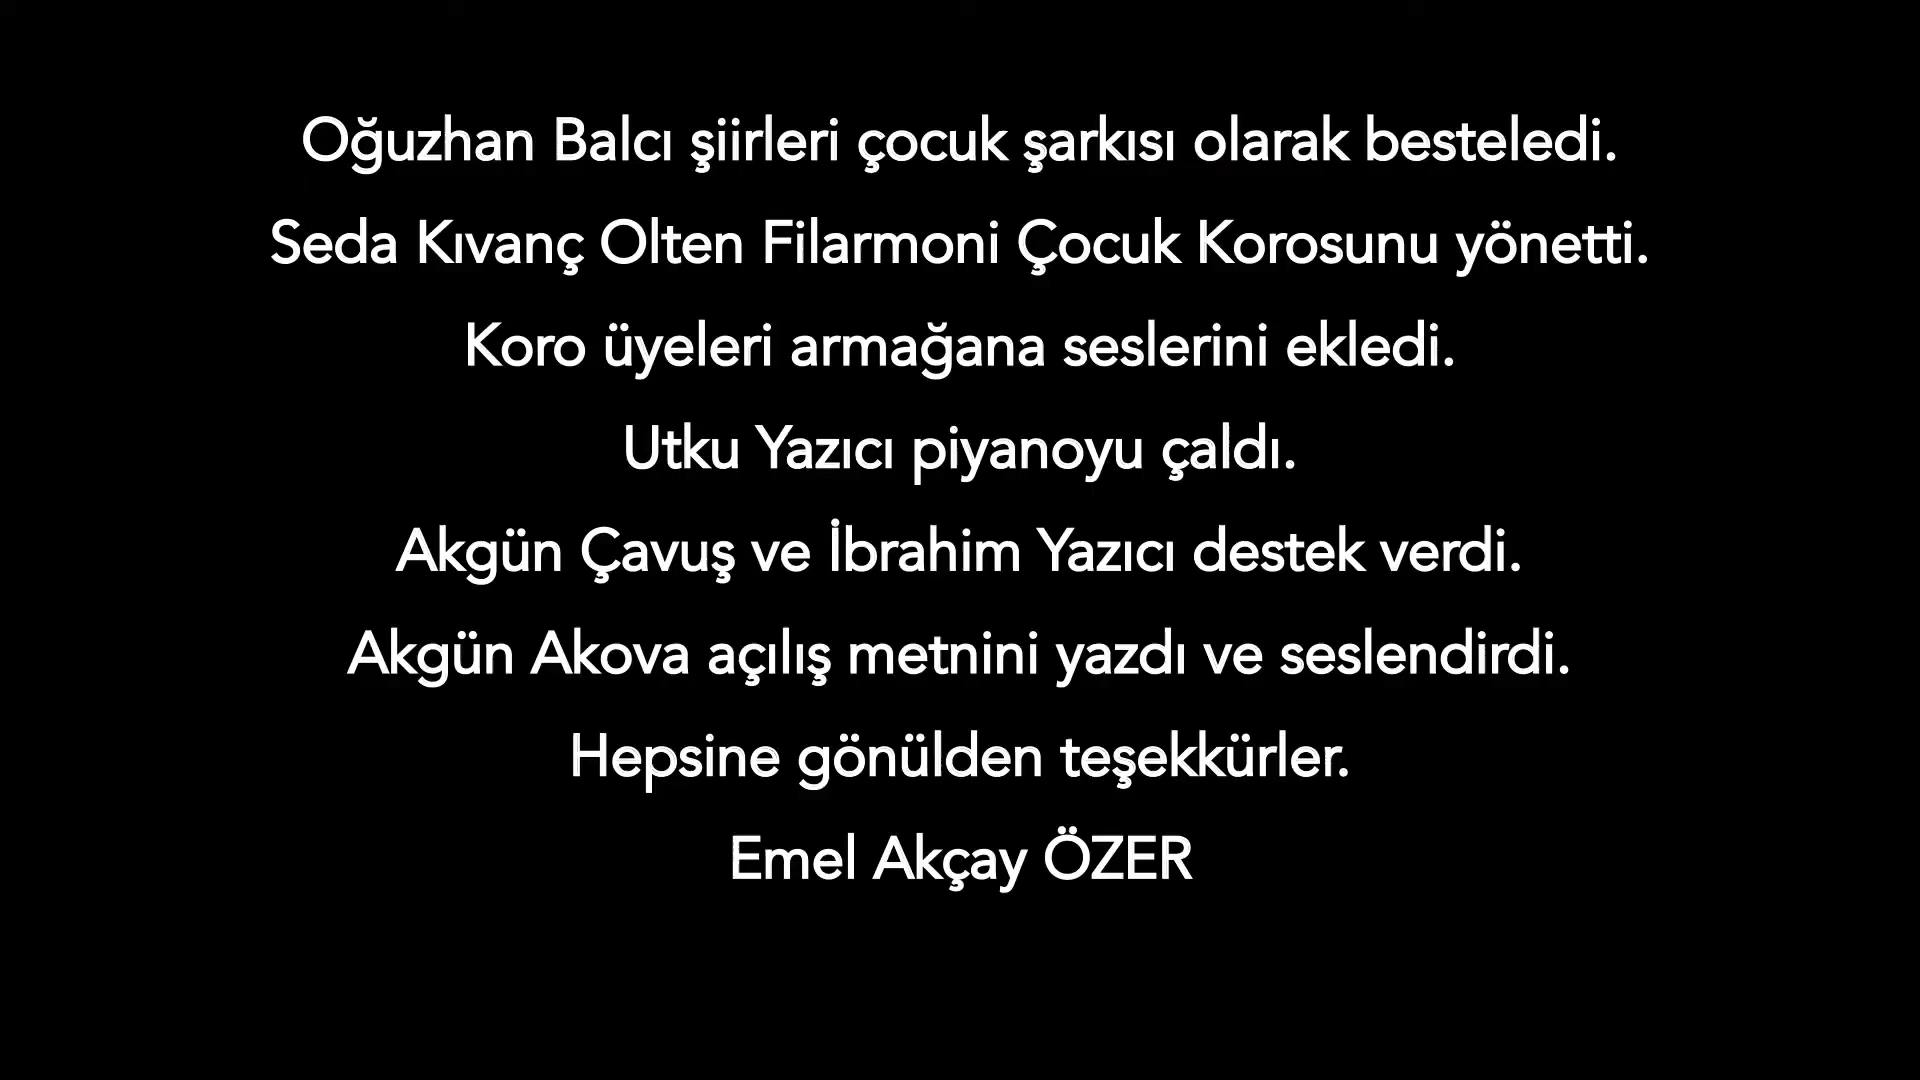 Oğuzhan Balcı şiirleri çocuk şarkısı olarak besteledi.
Seda Kıvanç Olten Filarmoni Çocuk Korosunu yönetti.
Koro üyeleri armağana seslerini ekledi.
Utku Yazıcı piyanoyu çaldı.
Akgün Çavuş ve İbrahim Yazıcı destek verdi.
Akgün Akova açılış metnini yazdı ve seslendirdi.
Hepsine gönülden teşekkürler.
Emel Akçay ÖZER